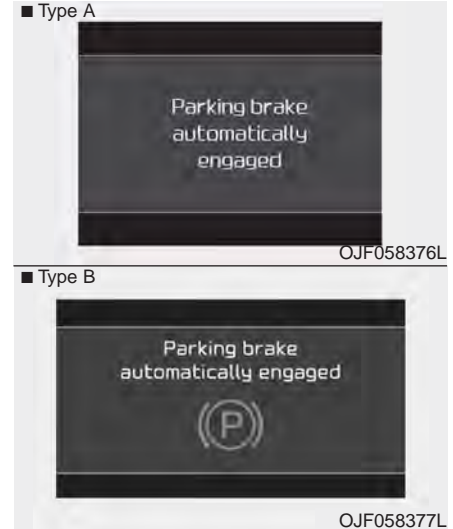 ■ Type A
Parking brake
automatically
engaged
OJF058376L
■ Type B
Parking brake
automatically engaged
(P)
OJF058377L